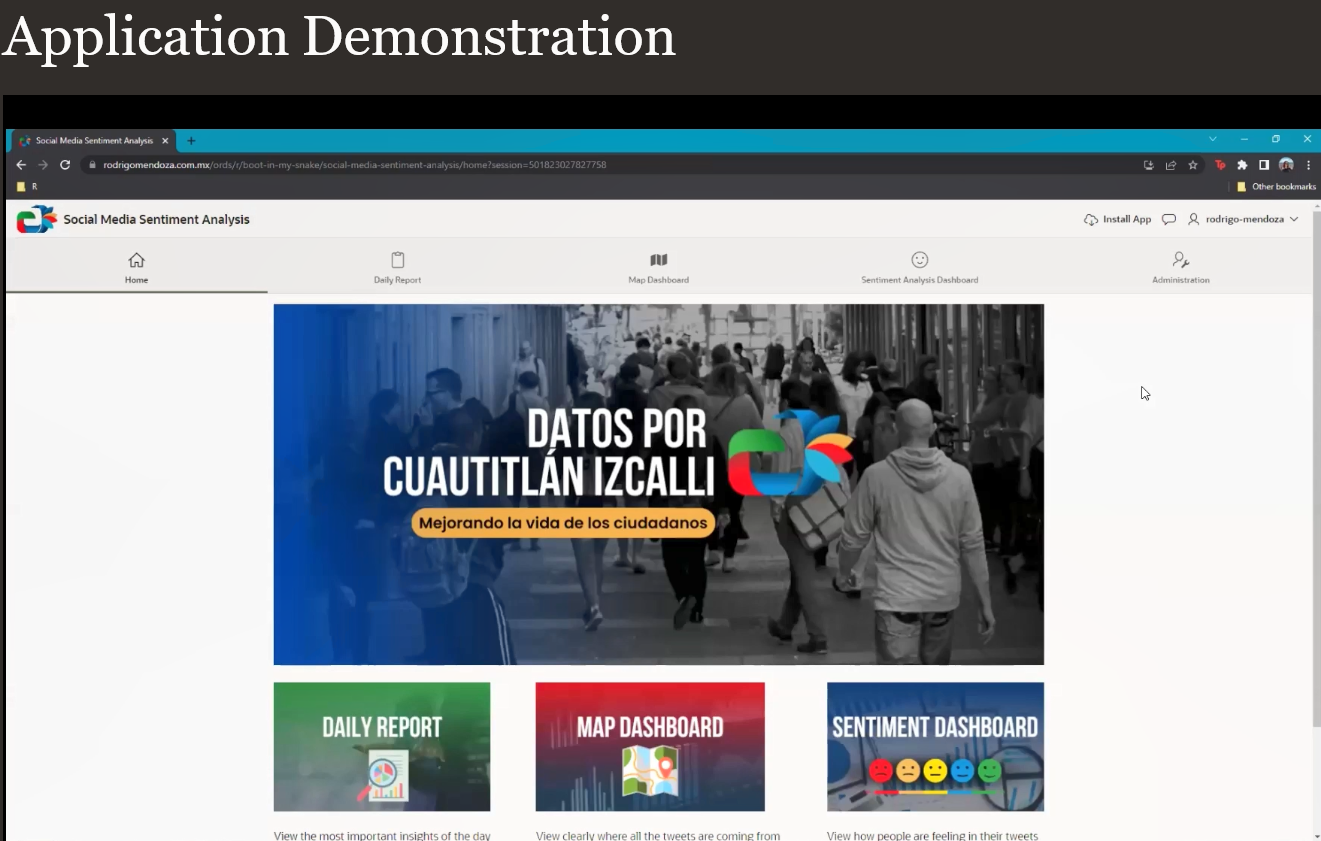 Application Demonstration
Social Media Sentiment Analysis
rodrigomendoza.com.mx/ords/r/boot-in-my-snake/social-media-sentiment-analysis/home?session=501823027827758
R
Other bookmarks
Social Media Sentiment Analysis
Install App
rodrigo-mendoza
Home
Daily Report
Map Dashboard
Sentiment Analysis Dashboard
Administration
DATOS POR
CUAUTITLÁN IZCALLI
Mejorando la vida de los ciudadanos
DAILY REPORT
MAP DASHBOARD
SENTIMENT DASHBOARD
View the most important insights of the day
View clearly where all the tweets are coming from
View how people are feeling in their tweets